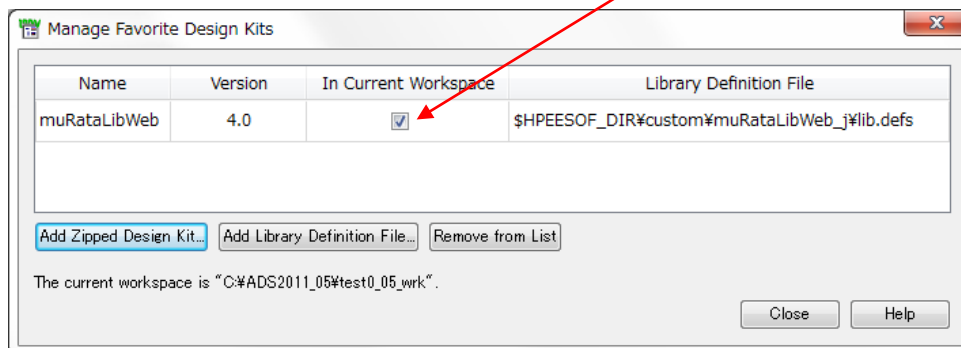 Manage Favorite Design Kits
Name Version In Current Workspace Library Definition File
muRataLibWeb 4.0 $HPEESOF_DIR¥custom¥muRataLibWeb_j¥lib.defs
Add Zipped Design Kit... Add Library Definition File... Remove from List
The current workspace is "C:¥ADS2011_05¥test0_05_wrk".
Close Help